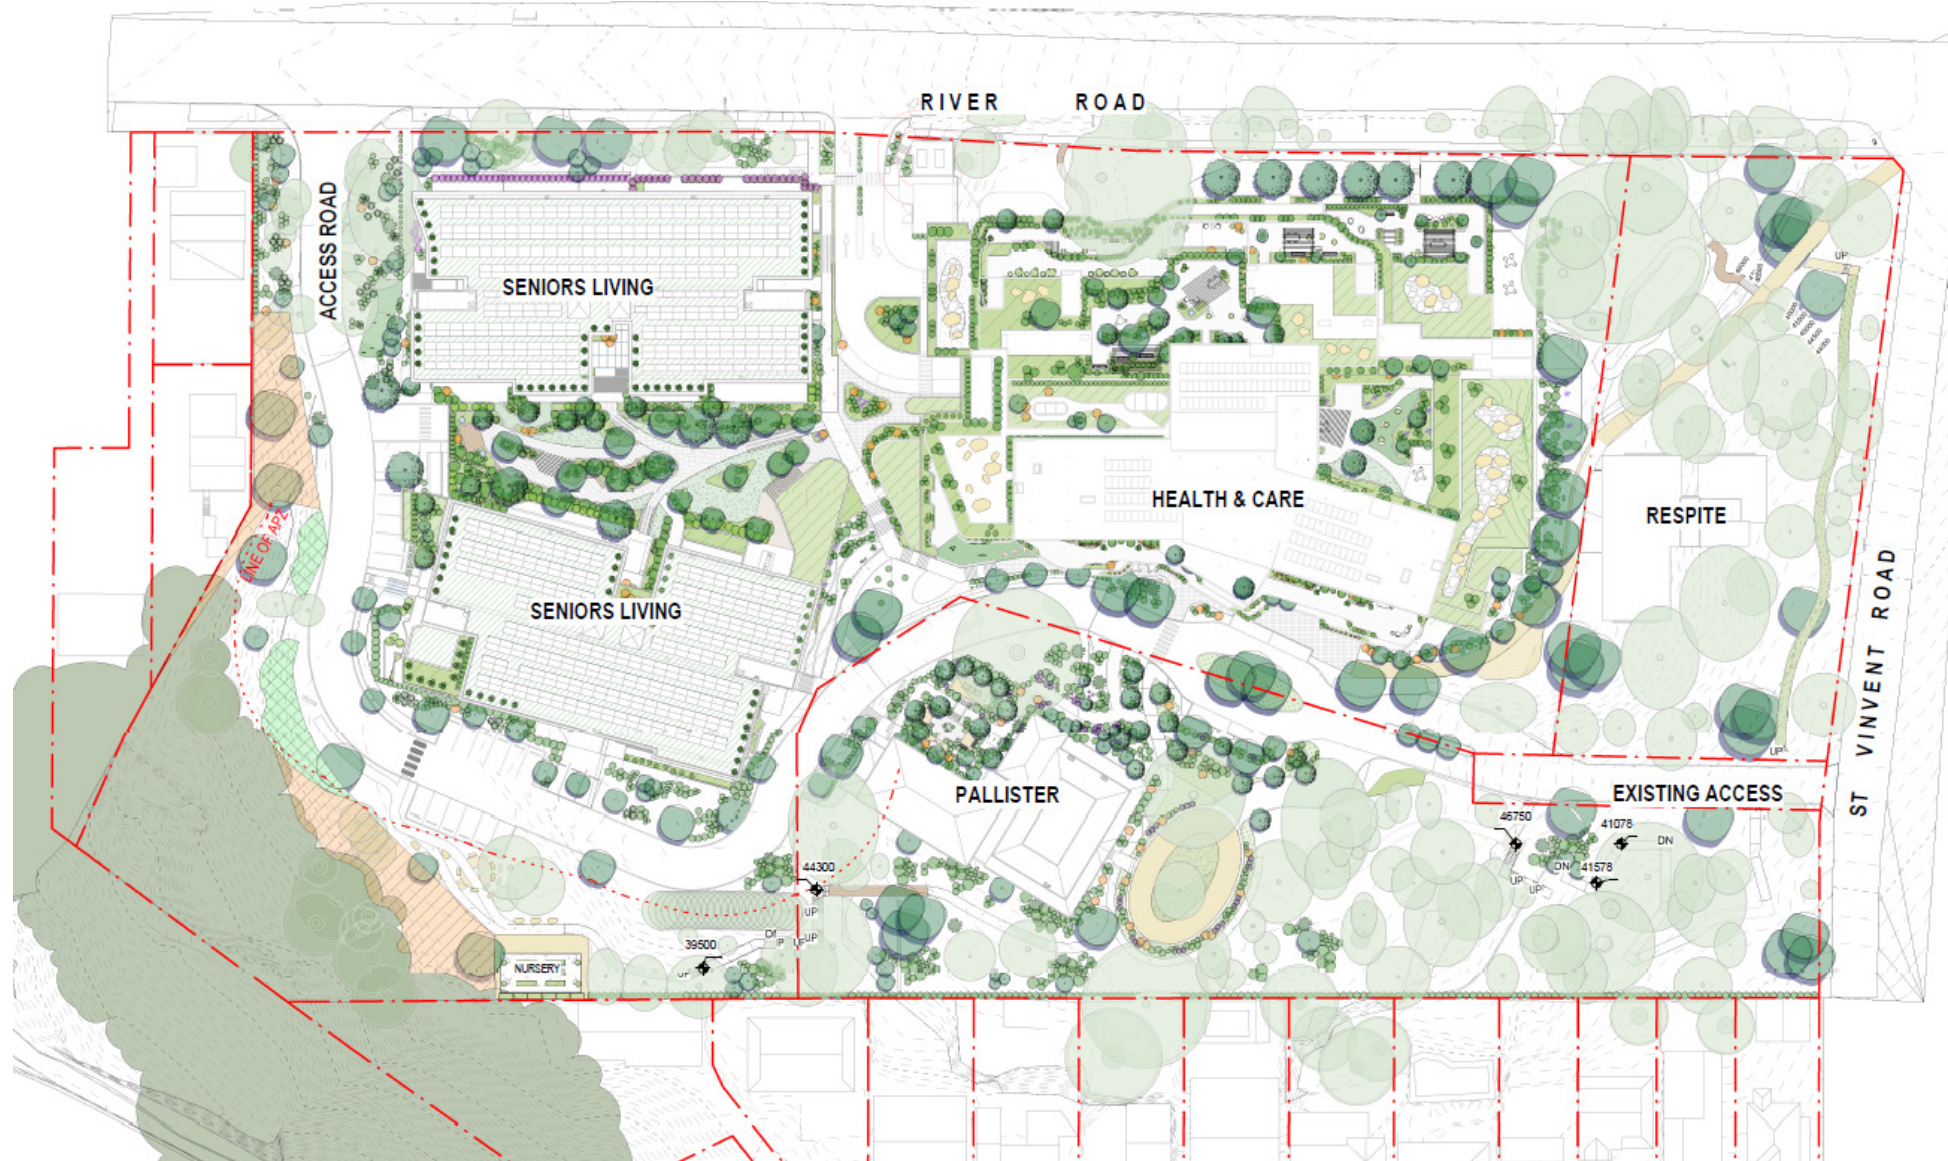 RIVER ROAD
ACCESS ROAD
SENIORS LIVING
UP
LINE OF APZ
HEALTH & CARE
RESPITE
SENIORS LIVING
ST VINVENT ROAD
UP
PALLISTER
EXISTING ACCESS
46750
41078
DN
44300
DN
41578
UP
UP
UP
39500
UP
NURSERY